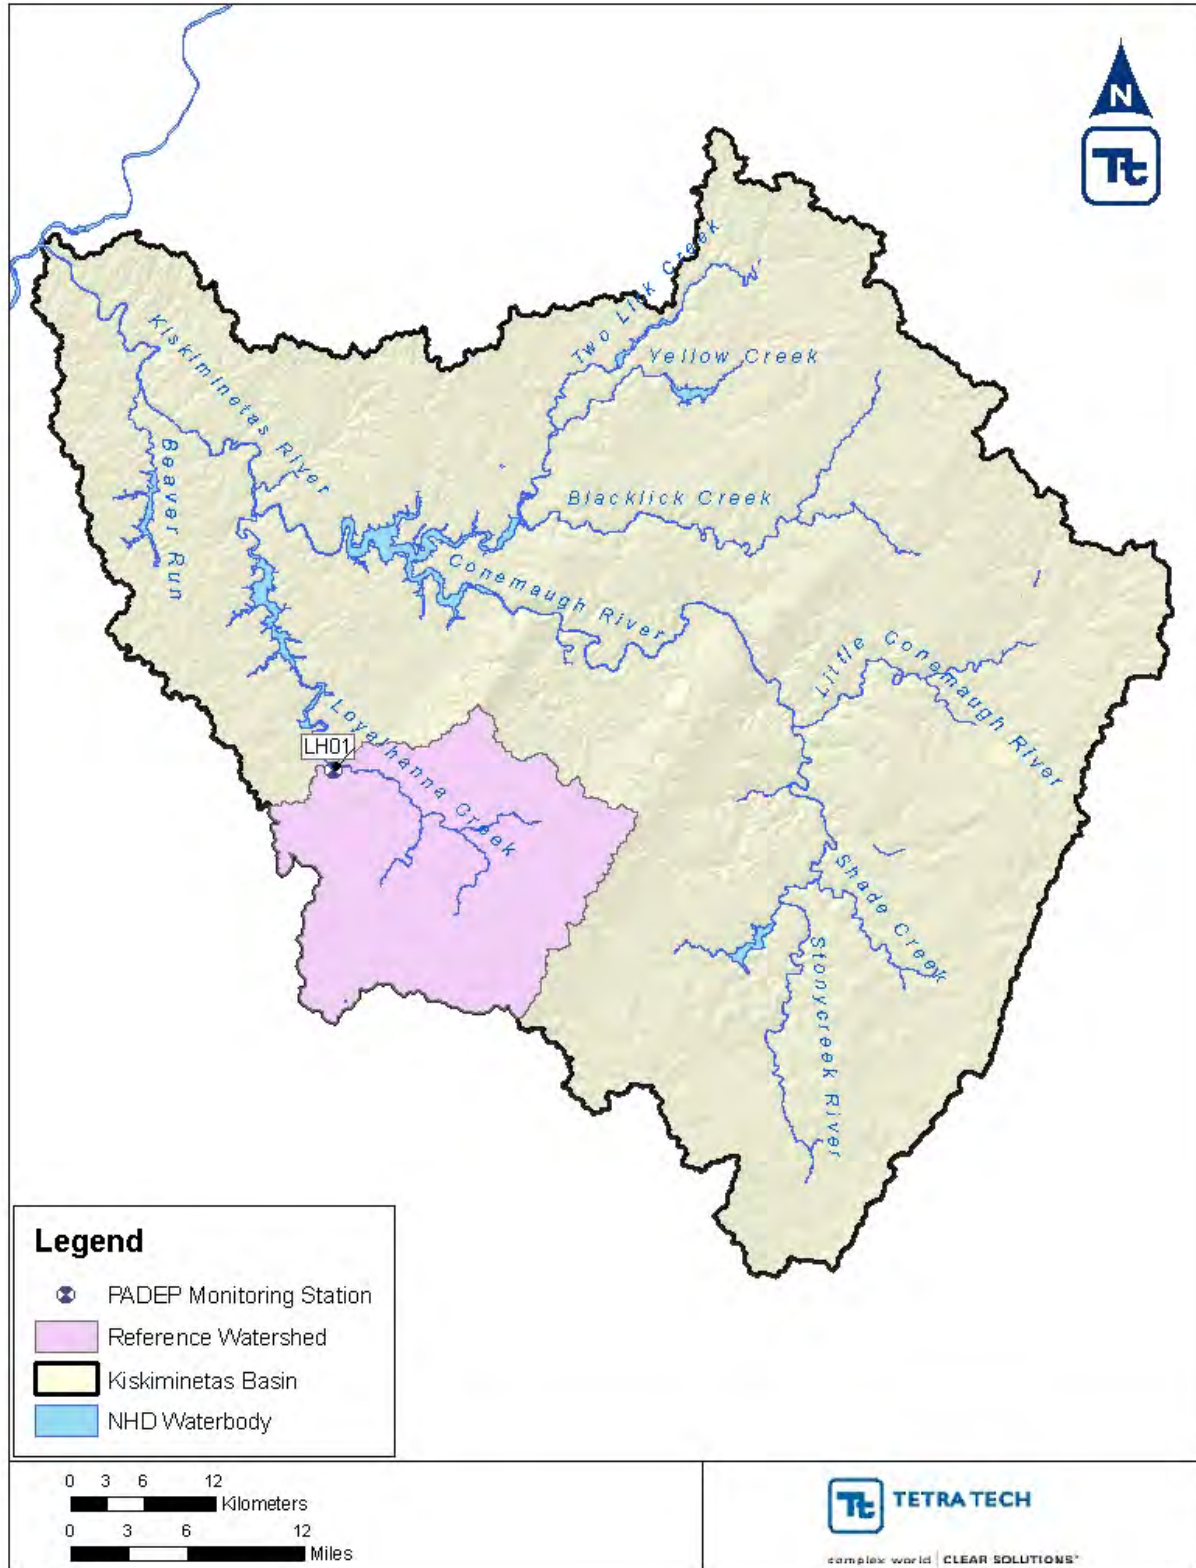 N
Tt
Two Lick Creek
Yellow Creek
Kiskiminetas River
Beaver Run
Blacklick Creek
Conemaugh River
Little Conemaugh River
Loyalhanna Creek
LH01
Shade Creek
Stonycreek River
Legend
PADEP Monitoring Station
Reference Watershed
Kiskiminetas Basin
NHD Waterbody
0 3 6 12
Kilometers
0 3 6 12
Miles
Tt TETRA TECH
complex world | CLEAR SOLUTIONS™